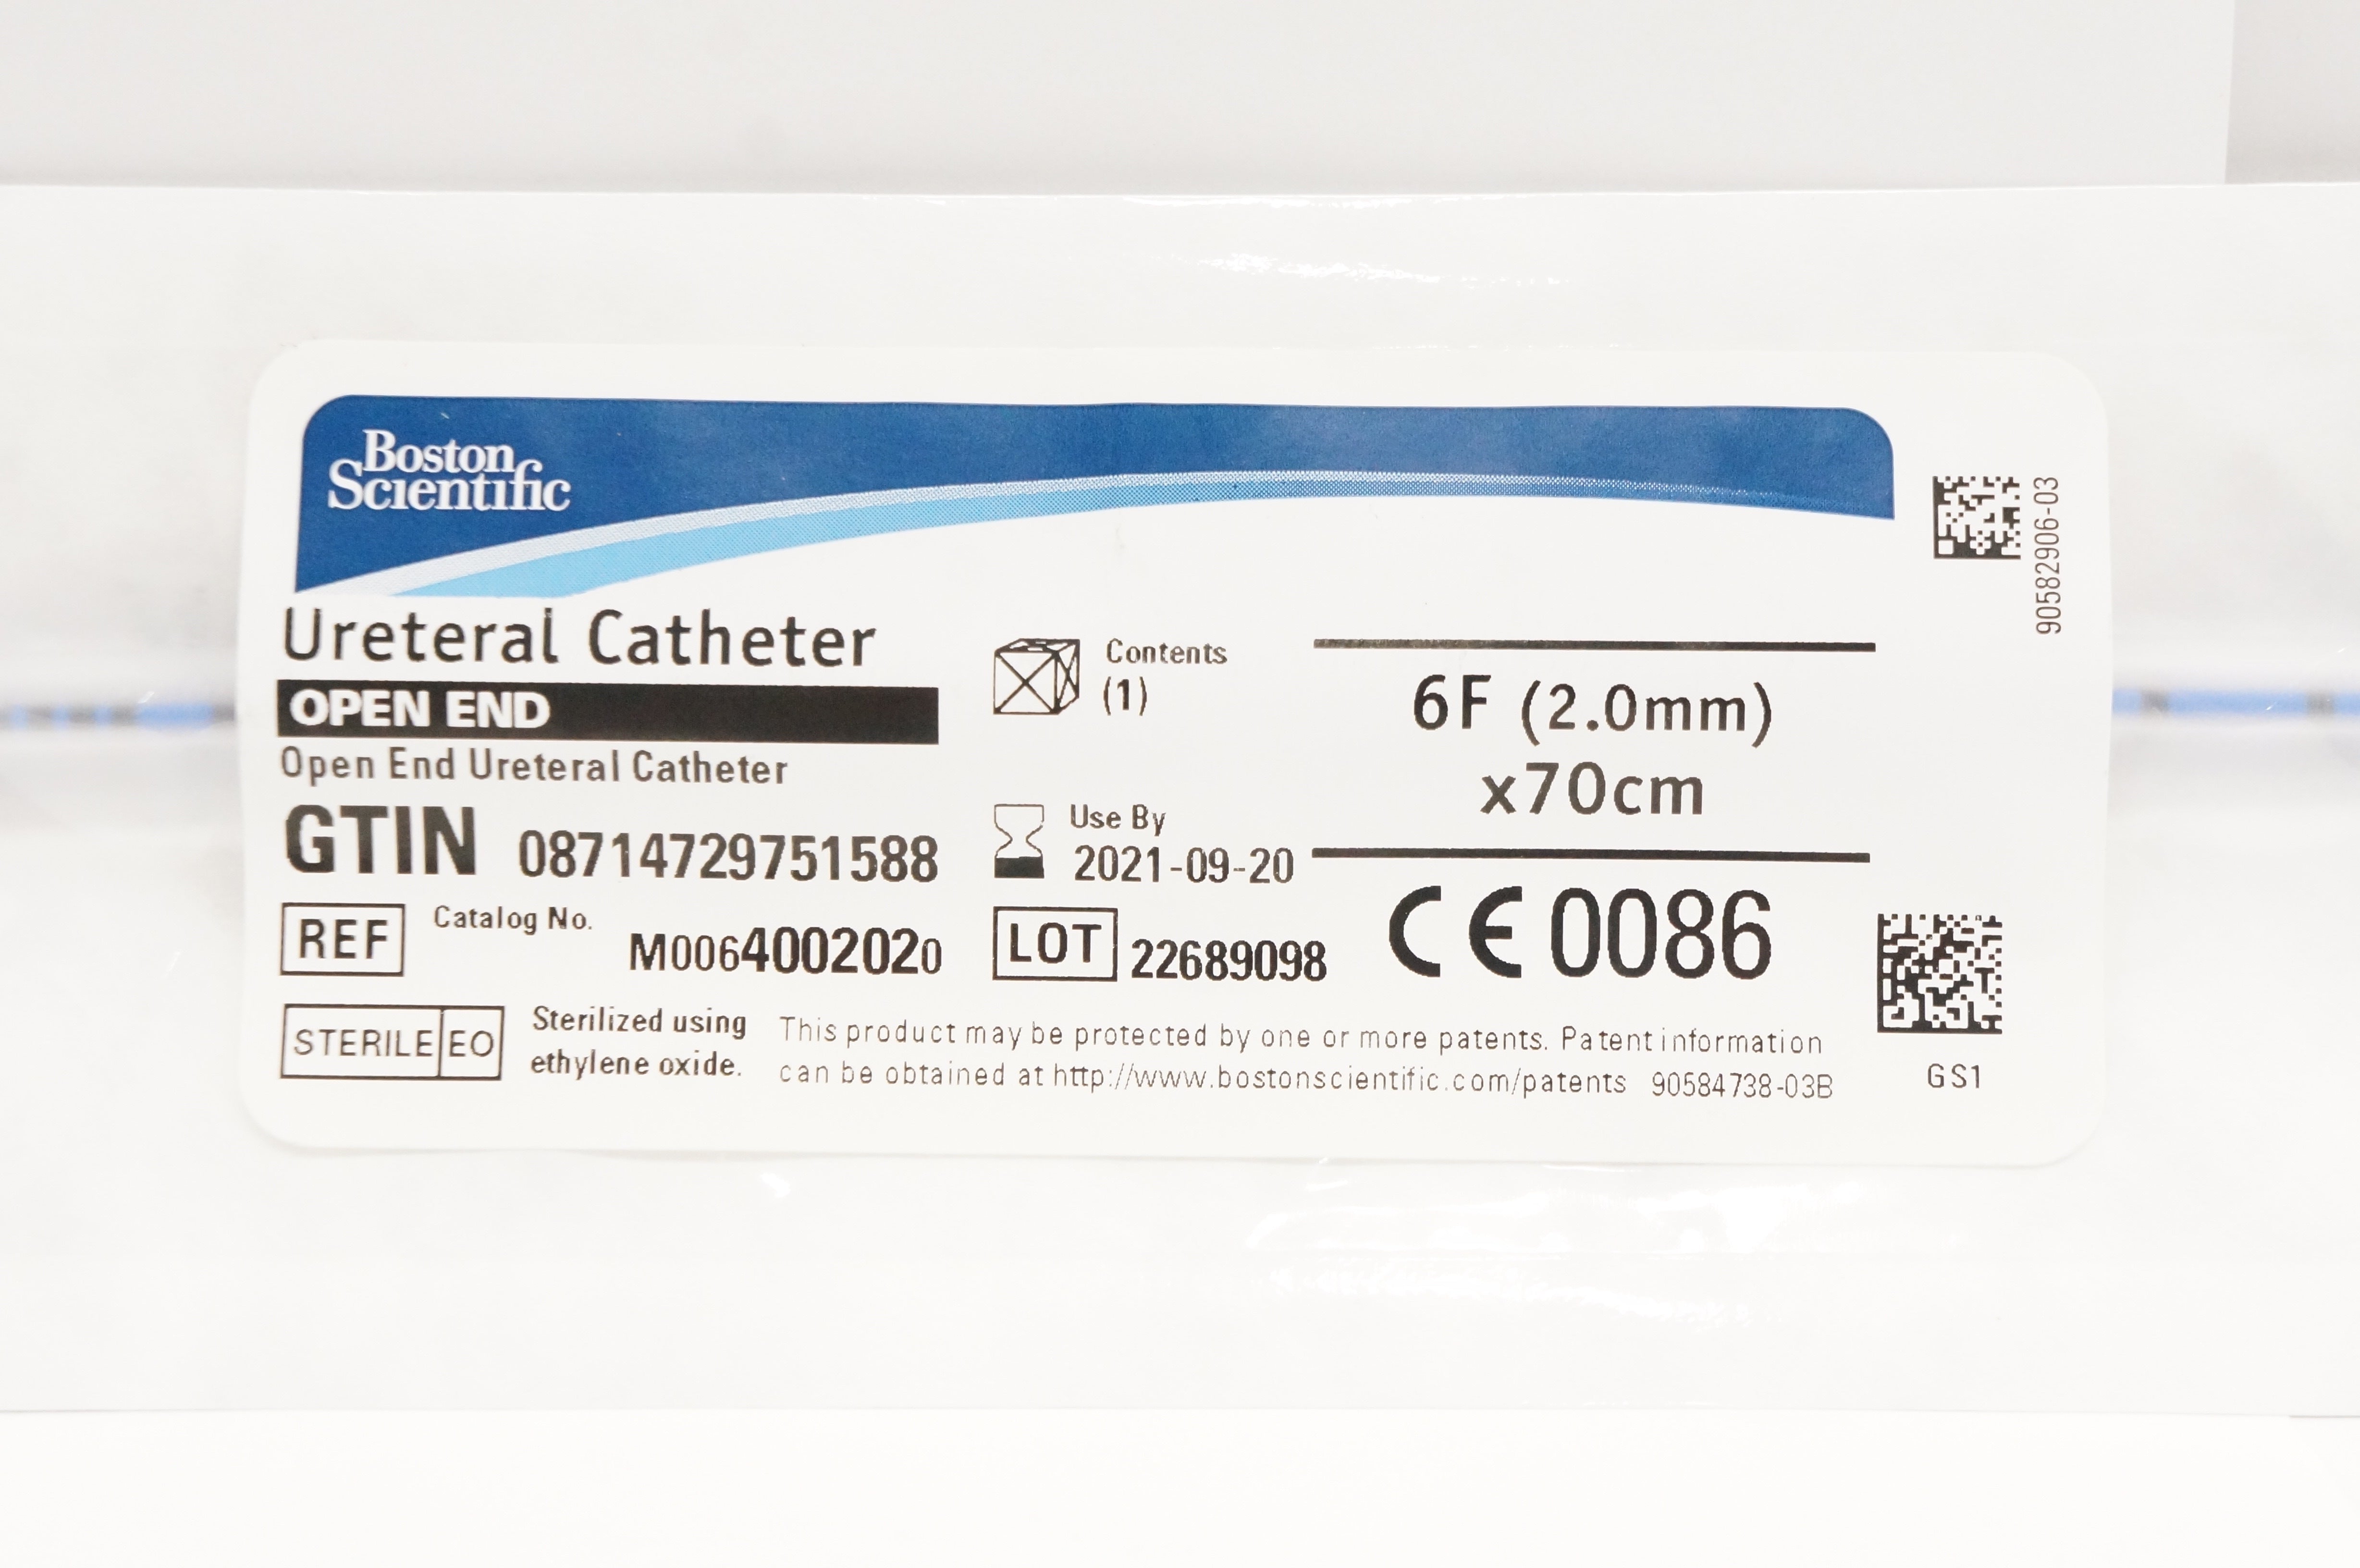 Boston
Scientific
90582906-03
Ureteral Catheter
OPEN END
Open End Ureteral Catheter
Contents
(1)
6F (2.0mm)
x70cm
GTIN 08714729751588
Use By
2021-09-20
REF Catalog No. M0064002020
LOT 22689098
CE 0086
STERILE EO
Sterilized using
ethylene oxide.
This product may be protected by one or more patents. Patent information
can be obtained at http://www.bostonscientific.com/patents 90584738-03B
GS1